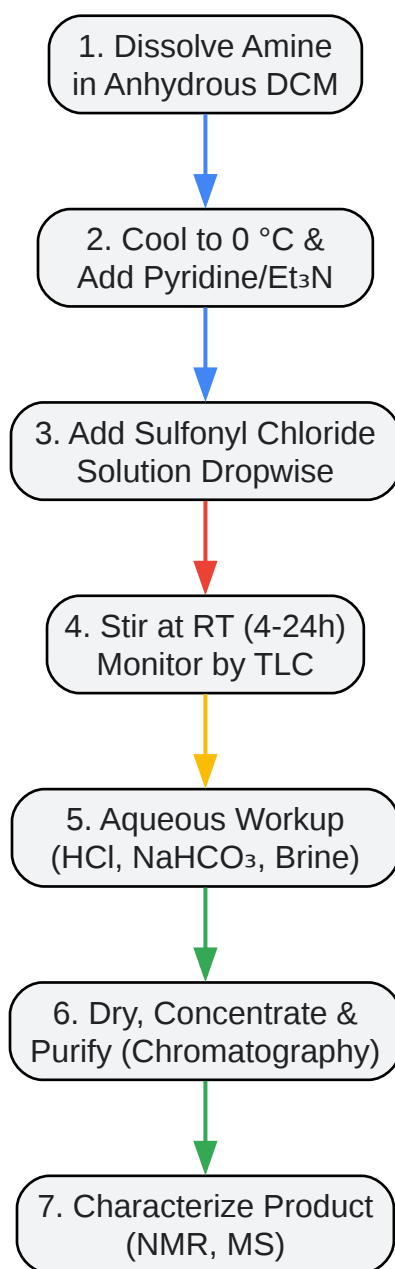 1. Dissolve Amine
in Anhydrous DCM
2. Cool to 0 °C &
Add Pyridine/Et₃N
3. Add Sulfonyl Chloride
Solution Dropwise
4. Stir at RT (4-24h)
Monitor by TLC
5. Aqueous Workup
(HCl, NaHCO₃, Brine)
6. Dry, Concentrate &
Purify (Chromatography)
7. Characterize Product
(NMR, MS)